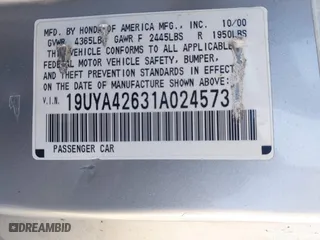 MFD. BY HONDA OF AMERICA MFG., INC. 10/00
GVWR 4365LB GAWR F 2445LBS R 1950LBS
THIS VEHICLE CONFORMS TO ALL APPLICABLE
FEDERAL MOTOR VEHICLE SAFETY, BUMPER,
AND THEFT PREVENTION STANDARDS IN EFFECT
ON THE DATE OF MANUFACTURE SHOWN ABOVE.
V.I.N.
19UYA42631A024573
PASSENGER CAR
DREAMBID